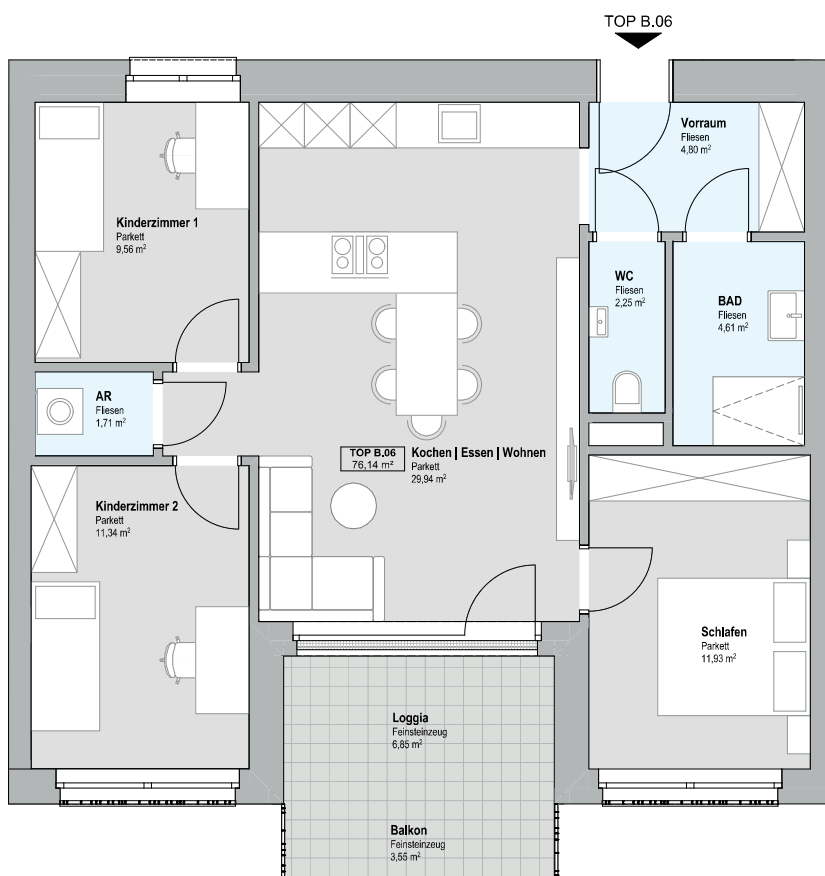 TOP B.06
Vorraum
Fliesen
4,80 m²
Kinderzimmer 1
Parkett
9,56 m²
WC
Fliesen
2,25 m²
BAD
Fliesen
4,61 m²
AR
Fliesen
1,71 m²
TOP B.06
76,14 m²
Kochen | Essen | Wohnen
Parkett
29,94 m²
Kinderzimmer 2
Parkett
11,34 m²
Schlafen
Parkett
11,93 m²
Loggia
Feinsteinzeug
6,85 m²
Balkon
Feinsteinzeug
3,55 m²